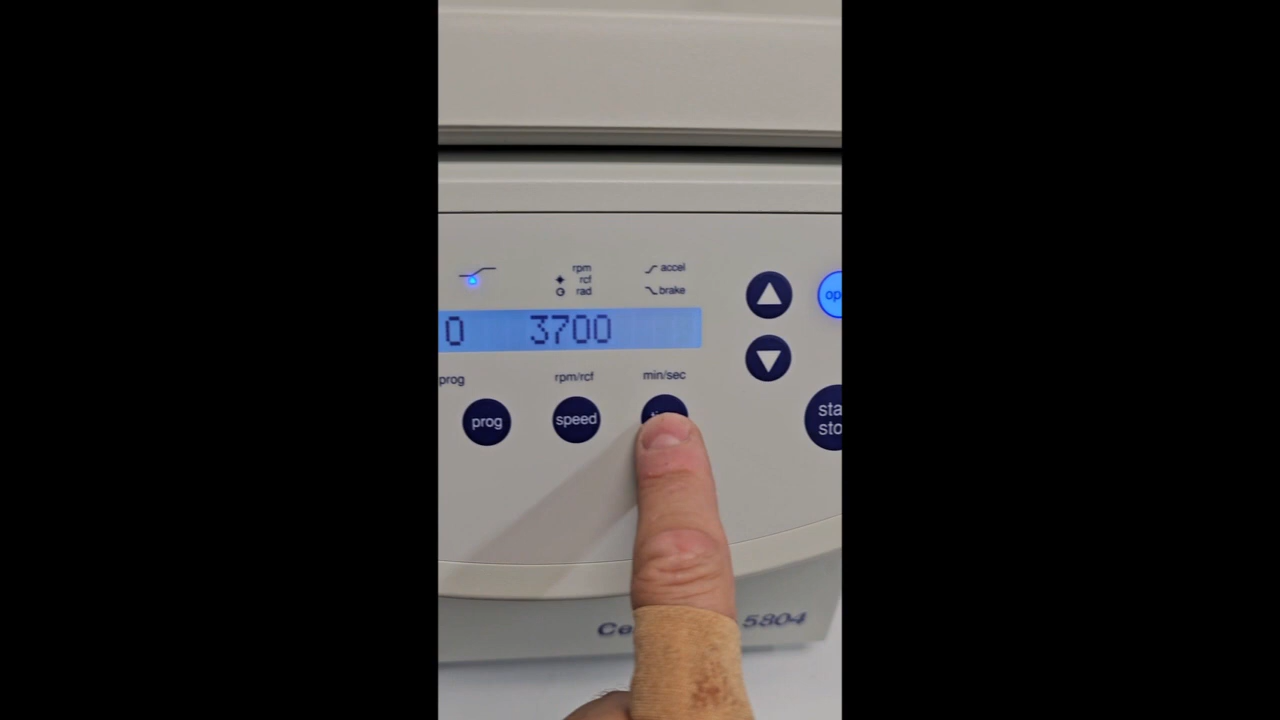 rpm
rcf
rad
accel
brake
0 3700
prog
rpm/rcf
min/sec
prog
speed
5804